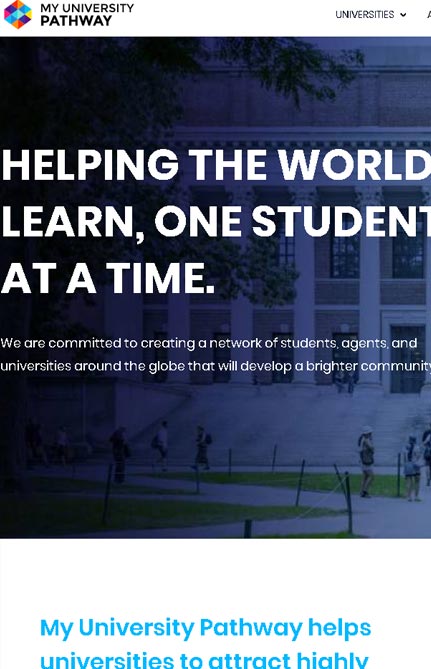 MY UNIVERSITY
PATHWAY
UNIVERSITIES
HELPING THE WORLD
LEARN, ONE STUDENT
AT A TIME.
We are committed to creating a network of students, agents, and
universities around the globe that will develop a brighter community
My University Pathway helps
universities to attract highly